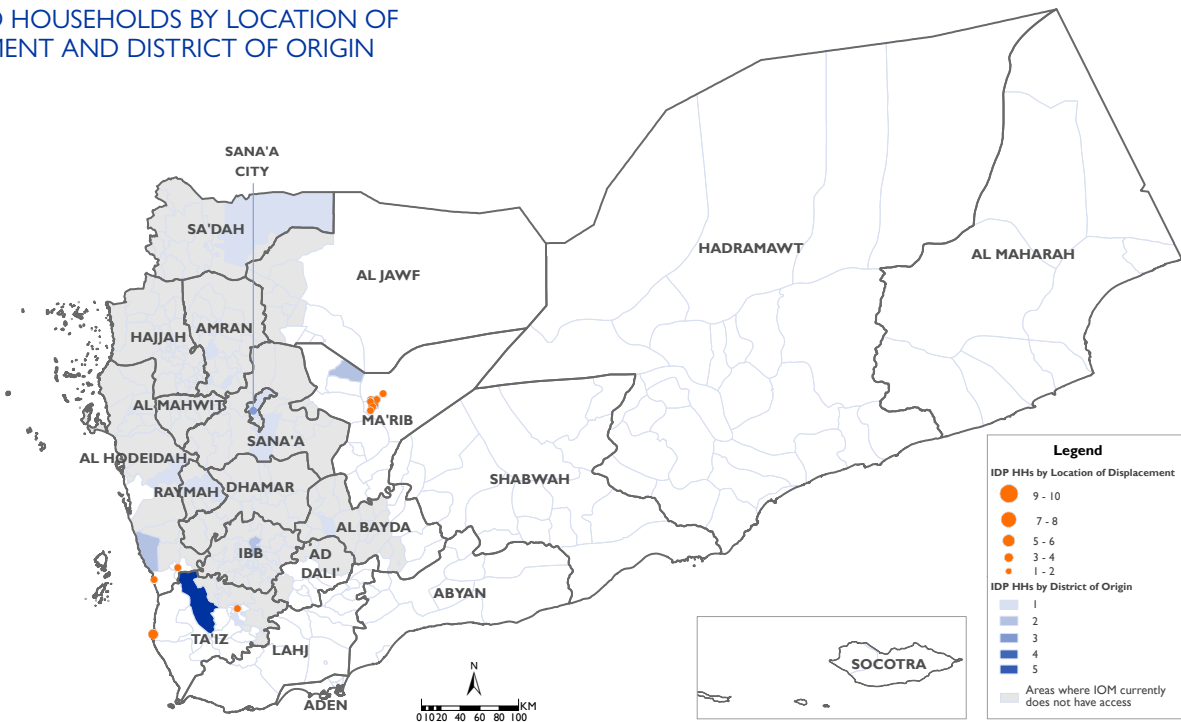 HOUSEHOLDS BY LOCATION OF
AND DISTRICT OF ORIGIN
SANA'A
CITY
SA'DAH
HADRAMAWT
AL MAHARAH
AL JAWF
HAJJAH
AMRAN
AL MAHWIT
MA'RIB
SANA'A
AL HODEIDAH
RAYMAH
DHAMAR
SHABWAH
AL BAYDA
IBB
AD
DALI'
ABYAN
TA'IZ
LAHJ
ADEN
SOCOTRA
N
KM
0 10 20 40 60 80 100
Legend
IDP HHs by Location of Displacement
9 - 10
7 - 8
5 - 6
3 - 4
1 - 2
IDP HHs by District of Origin
1
2
3
4
5
Areas where IOM currently
does not have access